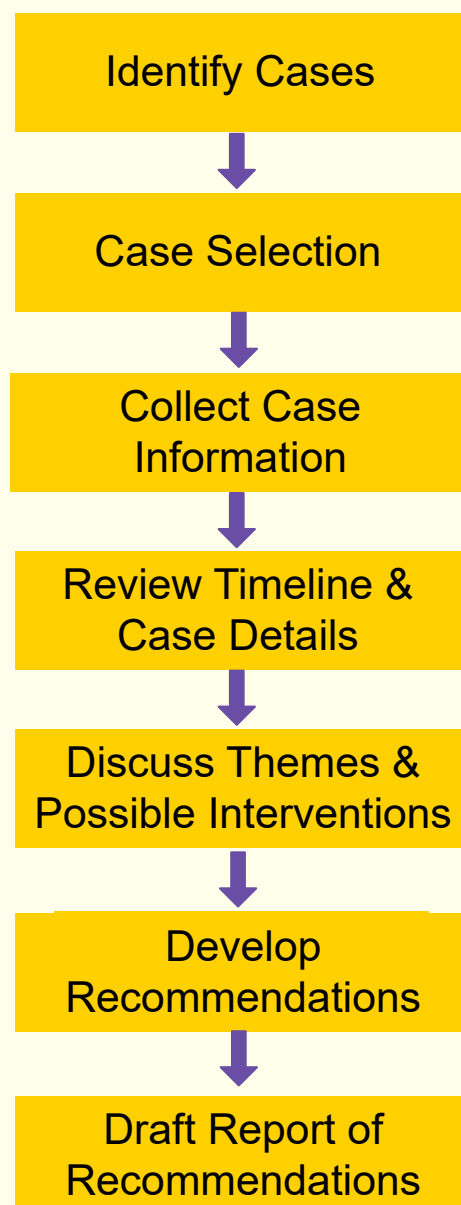 Identify Cases
Case Selection
Collect Case
Information
Review Timeline &
Case Details
Discuss Themes &
Possible Interventions
Develop
Recommendations
Draft Report of
Recommendations